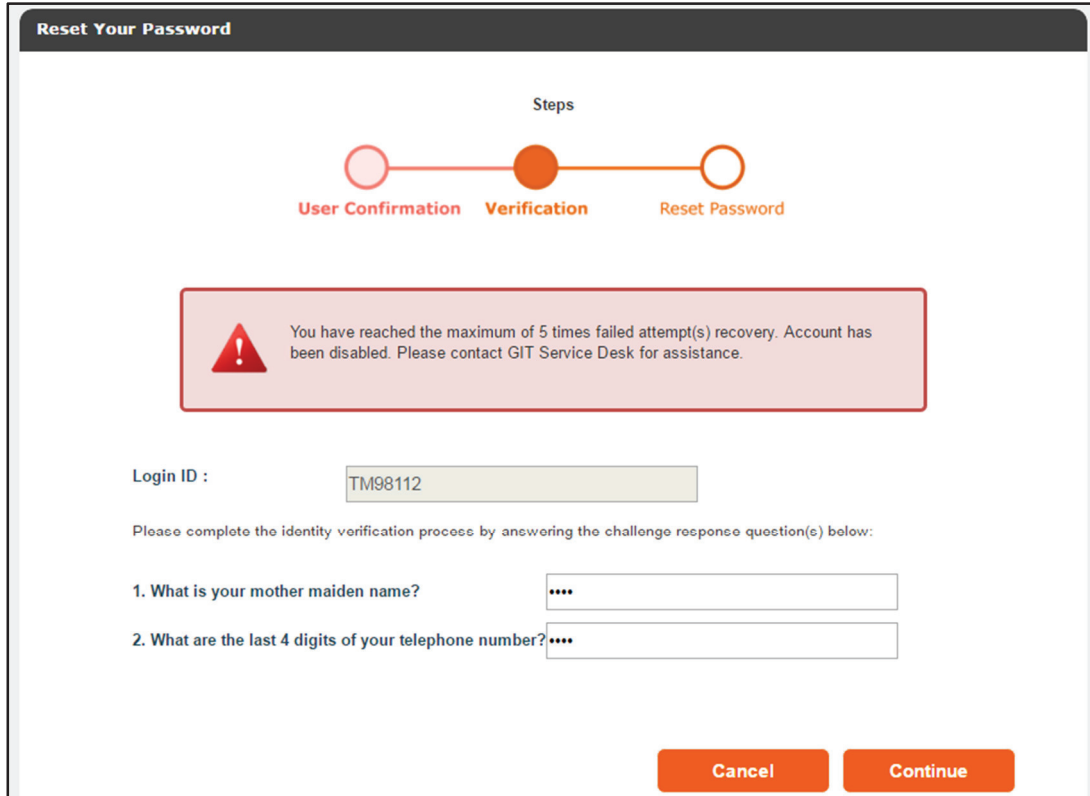 Reset Your Password
Steps
User Confirmation Verification Reset Password
You have reached the maximum of 5 times failed attempt(s) recovery. Account has
been disabled. Please contact GIT Service Desk for assistance.
Login ID : TM98112
Please complete the identity verification process by answering the challenge response question(s) below:
1. What is your mother maiden name? ••••
2. What are the last 4 digits of your telephone number? ••••
Cancel Continue